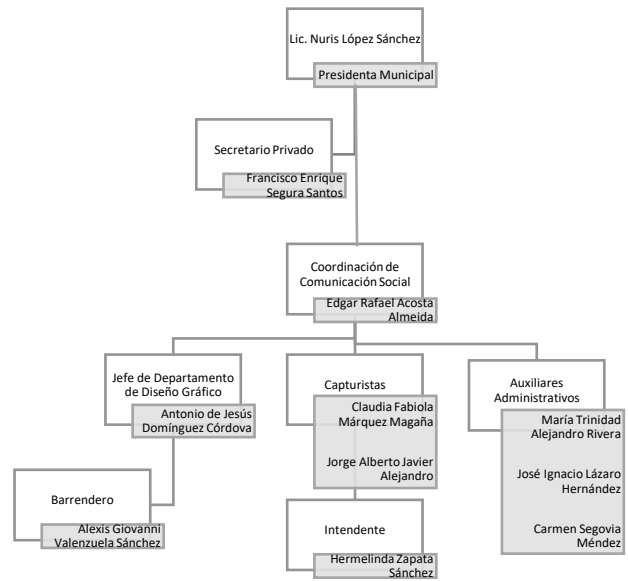 Lic. Nuris López Sánchez
Presidenta Municipal
Secretario Privado
Francisco Enrique
Segura Santos
Coordinación de
Comunicación Social
Edgar Rafael Acosta
Almeida
Jefe de Departamento
de Diseño Gráfico
Antonio de Jesús
Domínguez Córdova
Capturistas
Claudia Fabiola
Márquez Magaña
Jorge Alberto Javier
Alejandro
Auxiliares
Administrativos
María Trinidad
Alejandro Rivera
José Ignacio Lázaro
Hernández
Carmen Segovia
Méndez
Barrendero
Alexis Giovanni
Valenzuela Sánchez
Intendente
Hermelinda Zapata
Sánchez